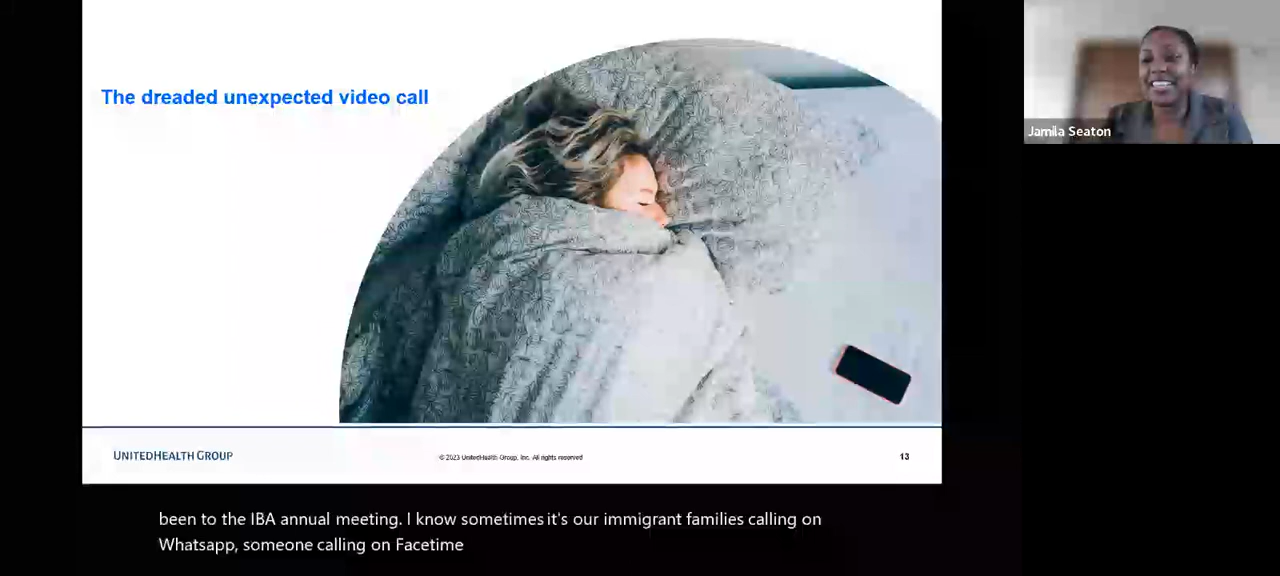 The dreaded unexpected video call
Jamila Seaton
UNITEDHEALTH GROUP
© 2023 UnitedHealth Group, Inc. All rights reserved
13
been to the IBA annual meeting. I know sometimes it's our immigrant families calling on
Whatsapp, someone calling on Facetime